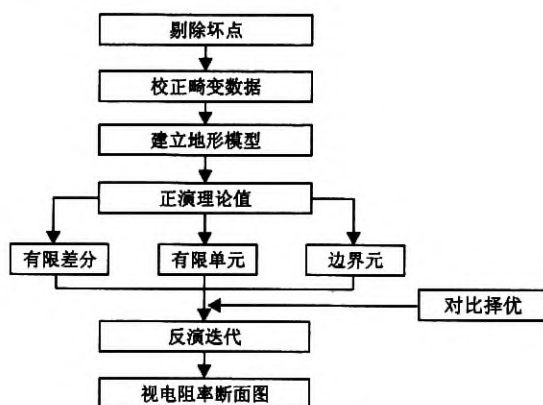 剔除坏点
校正畸变数据
建立地形模型
正演理论值
有限差分
有限单元
边界元
对比择优
反演迭代
视电阻率断面图